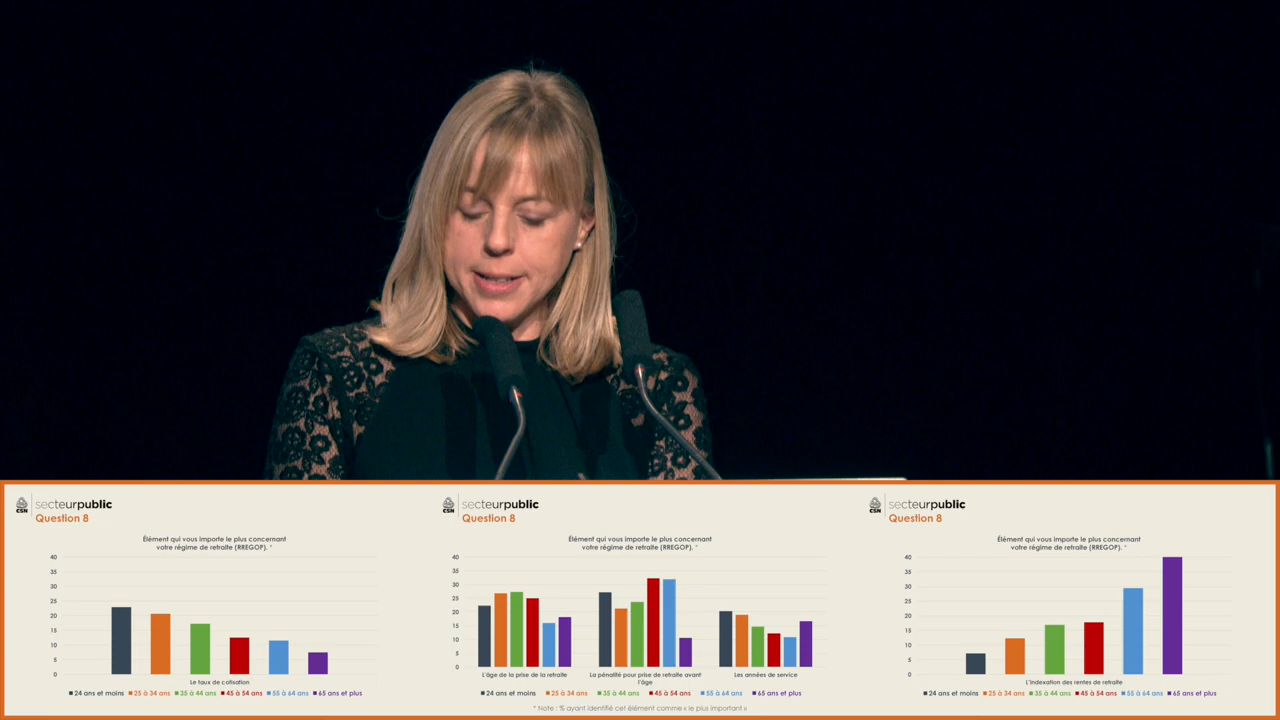 CSN
secteurpublic
Question 8
Élément qui vous importe le plus concernant
votre régime de retraite (RREGOP). *
40
35
30
25
20
15
10
5
0
Le taux de cotisation
24 ans et moins 25 à 34 ans 35 à 44 ans 45 à 54 ans 55 à 64 ans 65 ans et plus
CSN
secteurpublic
Question 8
Élément qui vous importe le plus concernant
votre régime de retraite (RREGOP). *
40
35
30
25
20
15
10
5
0
L'âge de la prise de la retraite
La pénalité pour prise de retraite avant
l'âge
Les années de service
24 ans et moins 25 à 34 ans 35 à 44 ans 45 à 54 ans 55 à 64 ans 65 ans et plus
* Note : % ayant identifié cet élément comme « le plus important »
CSN
secteurpublic
Question 8
Élément qui vous importe le plus concernant
votre régime de retraite (RREGOP). *
40
35
30
25
20
15
10
5
0
L'indexation des rentes de retraite
24 ans et moins 25 à 34 ans 35 à 44 ans 45 à 54 ans 55 à 64 ans 65 ans et plus